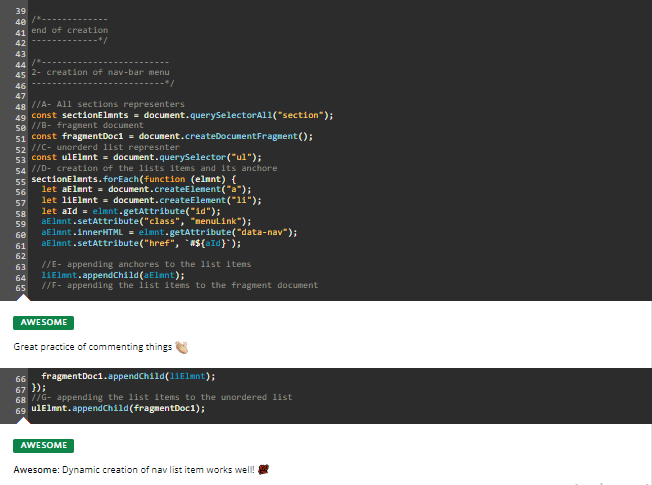 39
40 /*-------------
41 end of creation
42 -------------*/
43
44 /*--------------------------
45 2- creation of nav-bar menu
46 ---------------------------*/
47
48 //A- All sections representers
49 const sectionElmnts = document.querySelectorAll("section");
50 //B- fragment document
51 const fragmentDoc1 = document.createDocumentFragment();
52 //C- unorderd list represnter
53 const ulElmnt = document.querySelector("ul");
54 //D- creation of the lists items and its anchore
55 sectionElmnts.forEach(function (elmnt) {
56 let aElmnt = document.createElement("a");
57 let liElmnt = document.createElement("li");
58 let aId = elmnt.getAttribute("id");
59 aElmnt.setAttribute("class", "menuLink");
60 aElmnt.innerHTML = elmnt.getAttribute("data-nav");
61 aElmnt.setAttribute("href", `#${aId}`);
62
63 //E- appending anchores to the list items
64 liElmnt.appendChild(aElmnt);
65 //F- appending the list items to the fragment document
AWESOME
Great practice of commenting things 👏🏼
66 fragmentDoc1.appendChild(liElmnt);
67 });
68 //G- appending the list items to the unordered list
69 ulElmnt.appendChild(fragmentDoc1);
AWESOME
Awesome: Dynamic creation of nav list item works well!